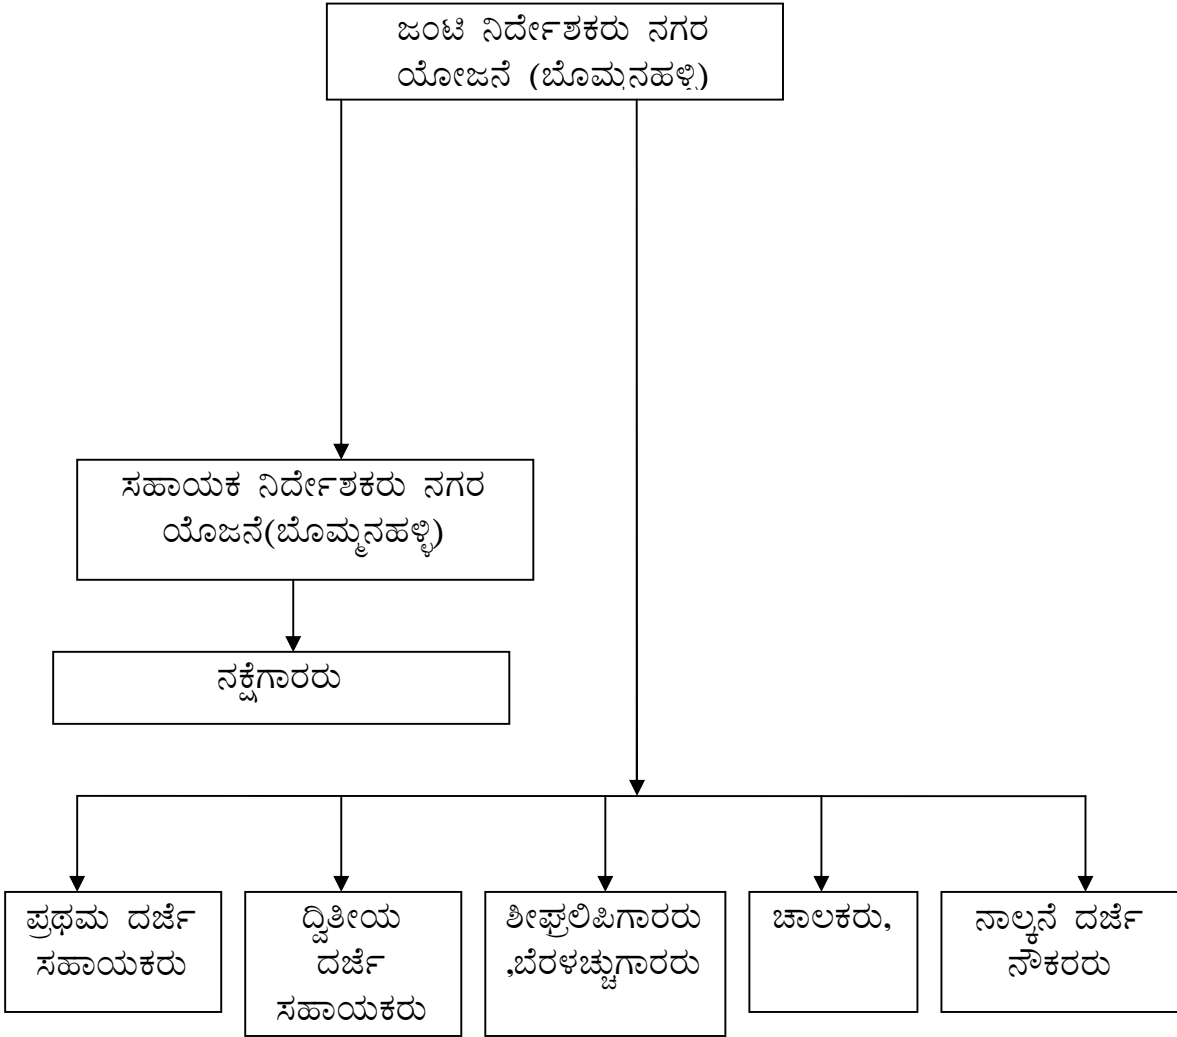 ಜಂಟಿ ನಿರ್ದೇಶಕರು ನಗರ
ಯೋಜನೆ (ಬೊಮ್ಮನಹಳ್ಳಿ)
ಸಹಾಯಕ ನಿರ್ದೇಶಕರು ನಗರ
ಯೊಜನೆ(ಬೊಮ್ಮನಹಳ್ಳಿ)
ನಕ್ಷೆಗಾರರು
ಪ್ರಥಮ ದರ್ಜೆ
ಸಹಾಯಕರು
ದ್ವಿತೀಯ
ದರ್ಜೆ
ಸಹಾಯಕರು
ಶೀಘ್ರಲಿಪಿಗಾರರು
,ಬೆರಳಚ್ಚುಗಾರರು
ಚಾಲಕರು,
ನಾಲ್ಕನೆ ದರ್ಜೆ
ನೌಕರರು